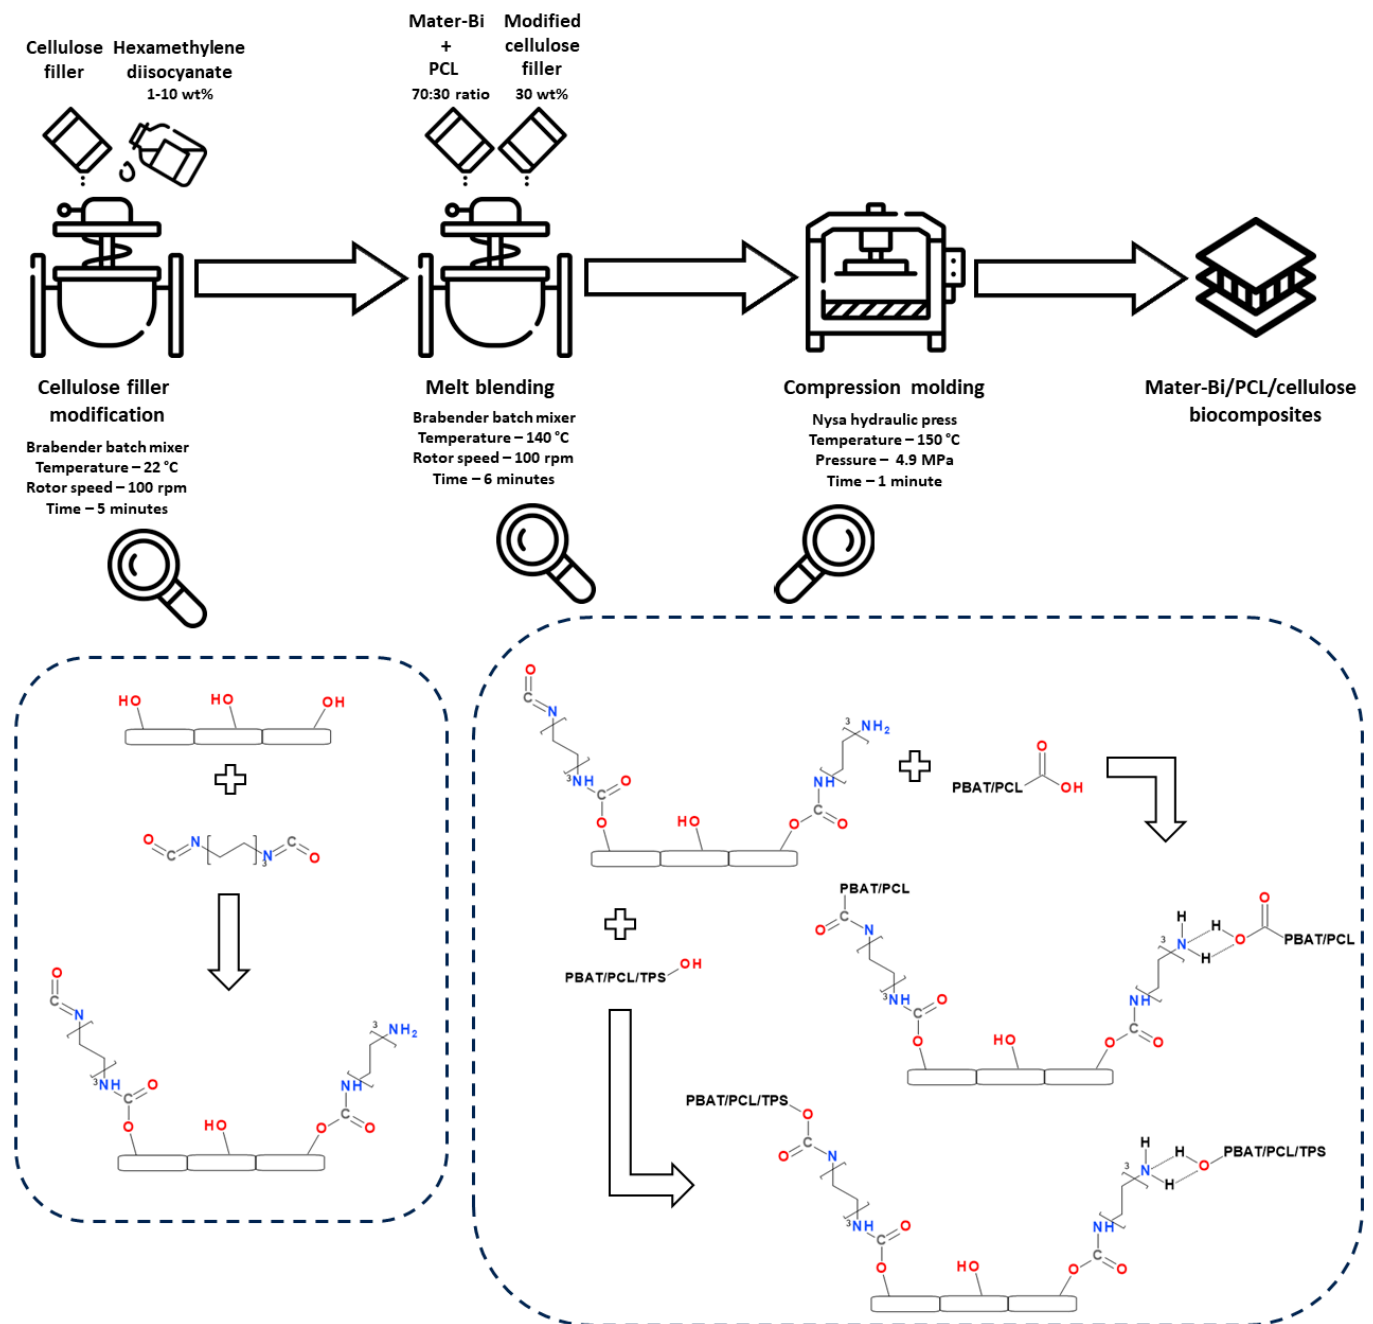 Cellulose
filler
Hexamethylene
diisocyanate
1-10 wt%
Mater-Bi
+
PCL
70:30 ratio
Modified
cellulose
filler
30 wt%
Cellulose filler
modification
Brabender batch mixer
Temperature – 22 °C
Rotor speed – 100 rpm
Time – 5 minutes
Melt blending
Brabender batch mixer
Temperature – 140 °C
Rotor speed – 100 rpm
Time – 6 minutes
Compression molding
Nysa hydraulic press
Temperature – 150 °C
Pressure – 4.9 MPa
Time – 1 minute
Mater-Bi/PCL/cellulose
biocomposites
HO
HO
OH
O
C
N
3
N
C
O
O
C
N
3
NH
C
O
O
HO
3
NH2
NH
C
O
O
O
C
N
3
NH
C
O
O
HO
3
NH2
NH
C
O
O
O
PBAT/PCL
OH
PBAT/PCL/TPS
OH
PBAT/PCL
O
C
N
3
NH
C
O
O
HO
3
H
N
H
H
O
C
O
PBAT/PCL
NH
C
O
O
PBAT/PCL/TPS
O
C
O
N
3
NH
C
O
O
HO
3
H
N
H
H
O
PBAT/PCL/TPS
NH
C
O
O